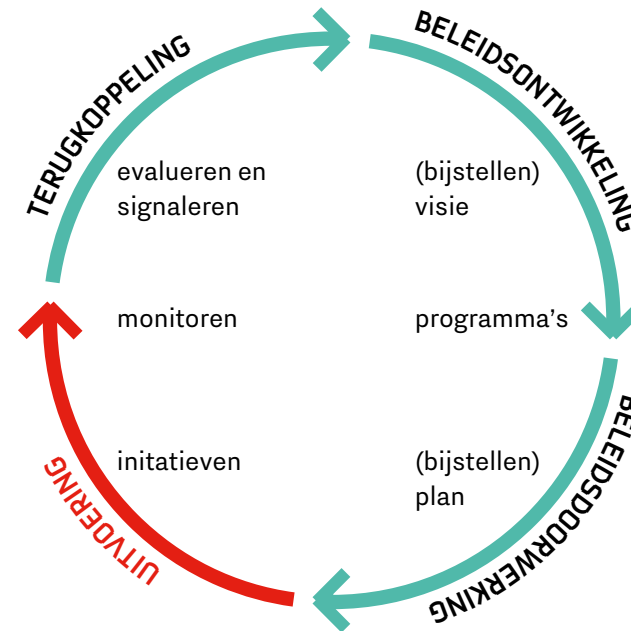 TERUGKOPPELING
BELEIDSONTWIKKELING
evalueren en
signaleren
(bijstellen)
visie
monitoren
programma's
initatieven
(bijstellen)
plan
UITVOERING
BELEIDSDOORWERKING